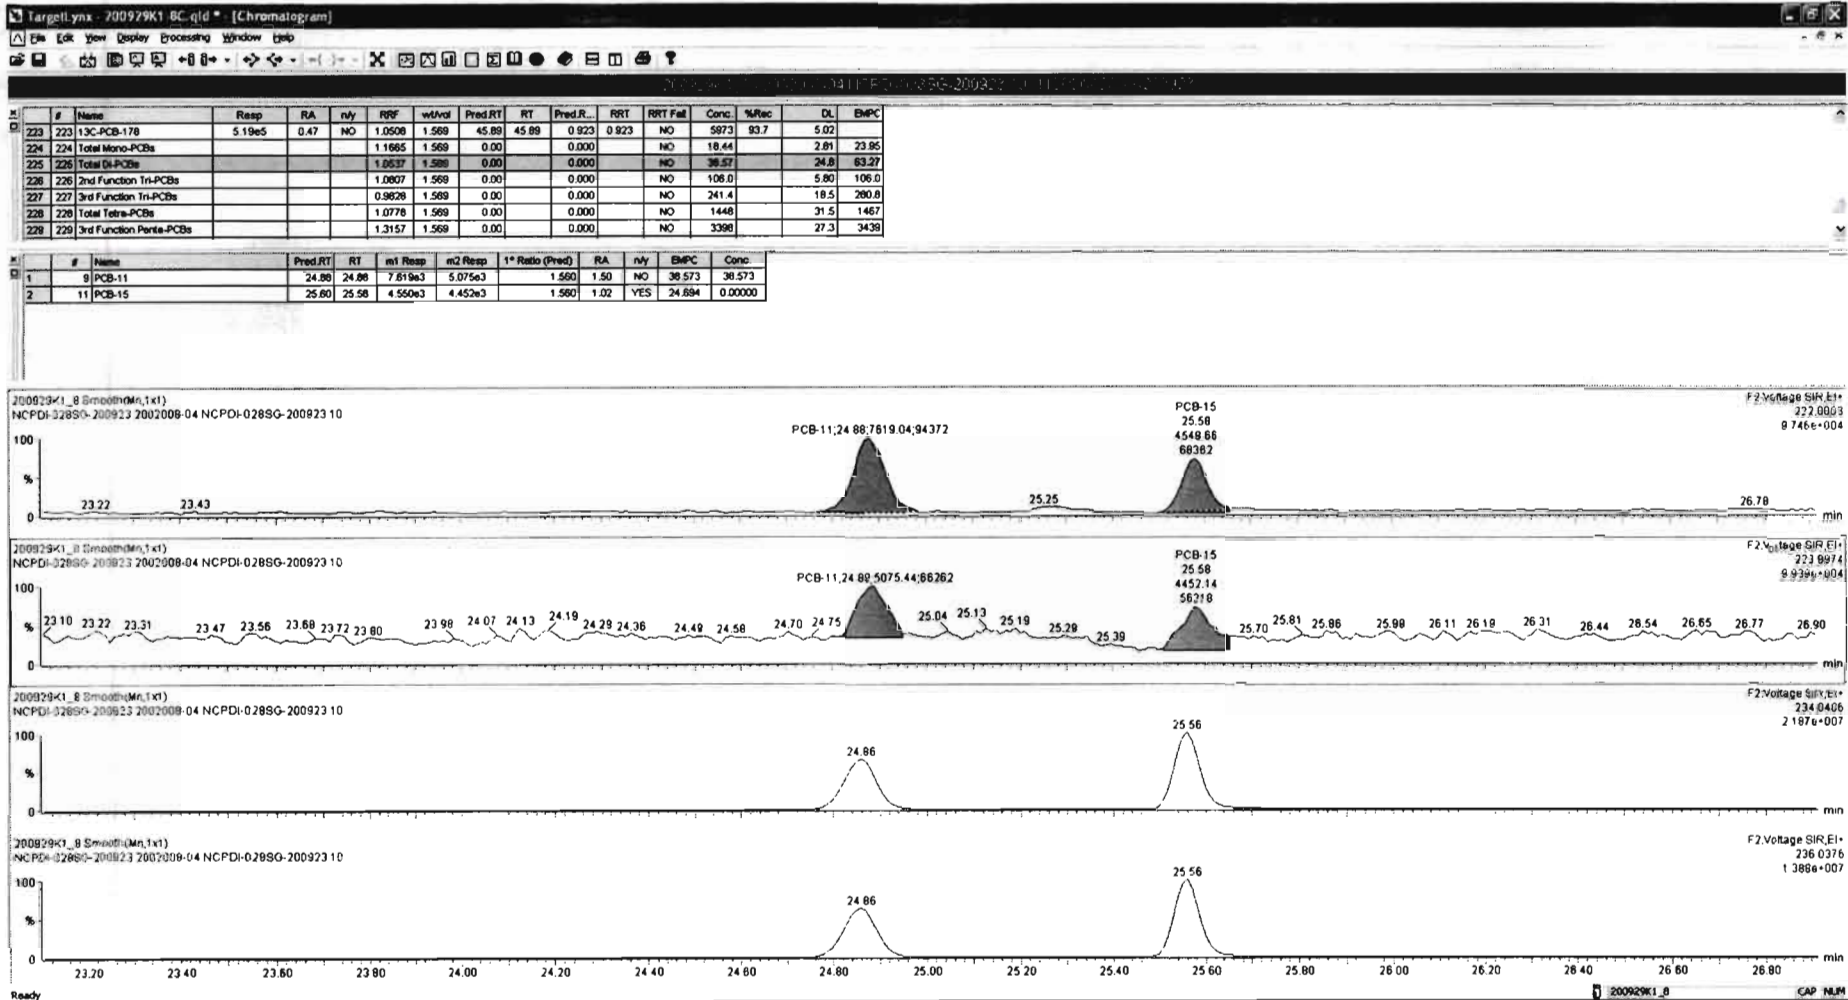 TargetLynx - 200929K1_8C.qld * - [Chromatogram]
File Edit View Display Processing Window Help
# Name Resp RA n/y RRF wt/vol Pred.RT RT Pred.R... RRT RRT Fail Conc. %Rec DL EMPC
223 223 13C-PCB-178 5.19e5 0.47 NO 1.0508 1.569 45.89 45.89 0.923 0.923 NO 5973 93.7 5.02
224 224 Total Mono-PCBs 1.1665 1.569 0.00 0.000 NO 18.44 2.81 23.95
225 225 Total Di-PCBs 1.0537 1.569 0.00 0.000 NO 38.57 24.8 63.27
226 226 2nd Function Tri-PCBs 1.0807 1.569 0.00 0.000 NO 106.0 5.80 106.0
227 227 3rd Function Tri-PCBs 0.9828 1.569 0.00 0.000 NO 241.4 18.5 280.8
228 228 Total Tetra-PCBs 1.0778 1.569 0.00 0.000 NO 1448 31.5 1467
229 229 3rd Function Penta-PCBs 1.3157 1.569 0.00 0.000 NO 3398 27.3 3439
# Name Pred.RT RT m1 Resp m2 Resp 1° Ratio (Pred) RA n/y EMPC Conc.
1 9 PCB-11 24.88 24.88 7.619e3 5.075e3 1.560 1.50 NO 38.573 38.573
2 11 PCB-15 25.60 25.58 4.550e3 4.452e3 1.560 1.02 YES 24.694 0.00000
200929K1_8 Smooth(Mn,1x1)
NCPDI-028SG-200923 2002008-04 NCPDI-028SG-200923 10
F2:Voltage SIR,EI+
222.0003
9.746e+004
PCB-11;24.88;7619.04;94372
PCB-15
25.58
4548.66
68362
100
%
0
23.22 23.43 25.25 26.78
min
200929K1_8 Smooth(Mn,1x1)
NCPDI-028SG-200923 2002008-04 NCPDI-028SG-200923 10
F2:Voltage SIR,EI+
223.9974
9.939e+004
PCB-11;24.89;5075.44;66262
PCB-15
25.58
4452.14
56218
100
%
0
23.10 23.22 23.31 23.47 23.56 23.68 23.72 23.80 23.98 24.07 24.13 24.19 24.29 24.36 24.49 24.58 24.70 24.75 25.04 25.13 25.19 25.29 25.39 25.70 25.81 25.86 25.99 26.11 26.19 26.31 26.44 26.54 26.65 26.77 26.90
min
200929K1_8 Smooth(Mn,1x1)
NCPDI-028SG-200923 2002008-04 NCPDI-028SG-200923 10
F2:Voltage SIR,EI+
234.0406
2.187e+007
100
%
0
24.86 25.56
min
200929K1_8 Smooth(Mn,1x1)
NCPDI-028SG-200923 2002008-04 NCPDI-028SG-200923 10
F2:Voltage SIR,EI+
236.0376
1.388e+007
100
%
0
24.86 25.56
min
23.20 23.40 23.60 23.80 24.00 24.20 24.40 24.60 24.80 25.00 25.20 25.40 25.60 25.80 26.00 26.20 26.40 26.60 26.80
Ready 200929K1_8 CAP NUM